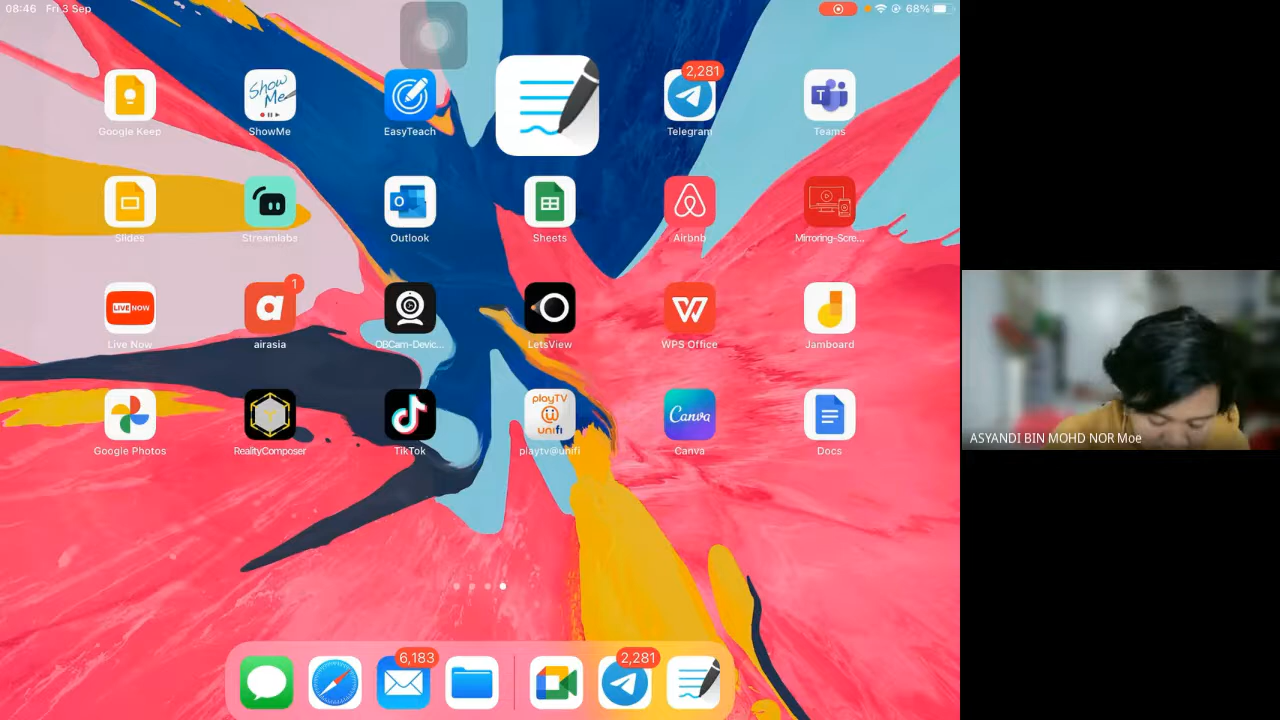 08:46 Fri 3 Sep 68%
2,281
Show Me
T
Google Keep ShowMe EasyTeach Telegram Teams
O
Slides Streamlabs Outlook Sheets Airbnb Mirroring-Scre...
1
LIVE NOW a W
Live Now airasia OBCam-Devic... LetsView WPS Office Jamboard
playTV
unifi
Canva
Google Photos RealityComposer TikTok playtv@unifi Canva Docs
ASYANDI BIN MOHD NOR Moe
6,183 2,281